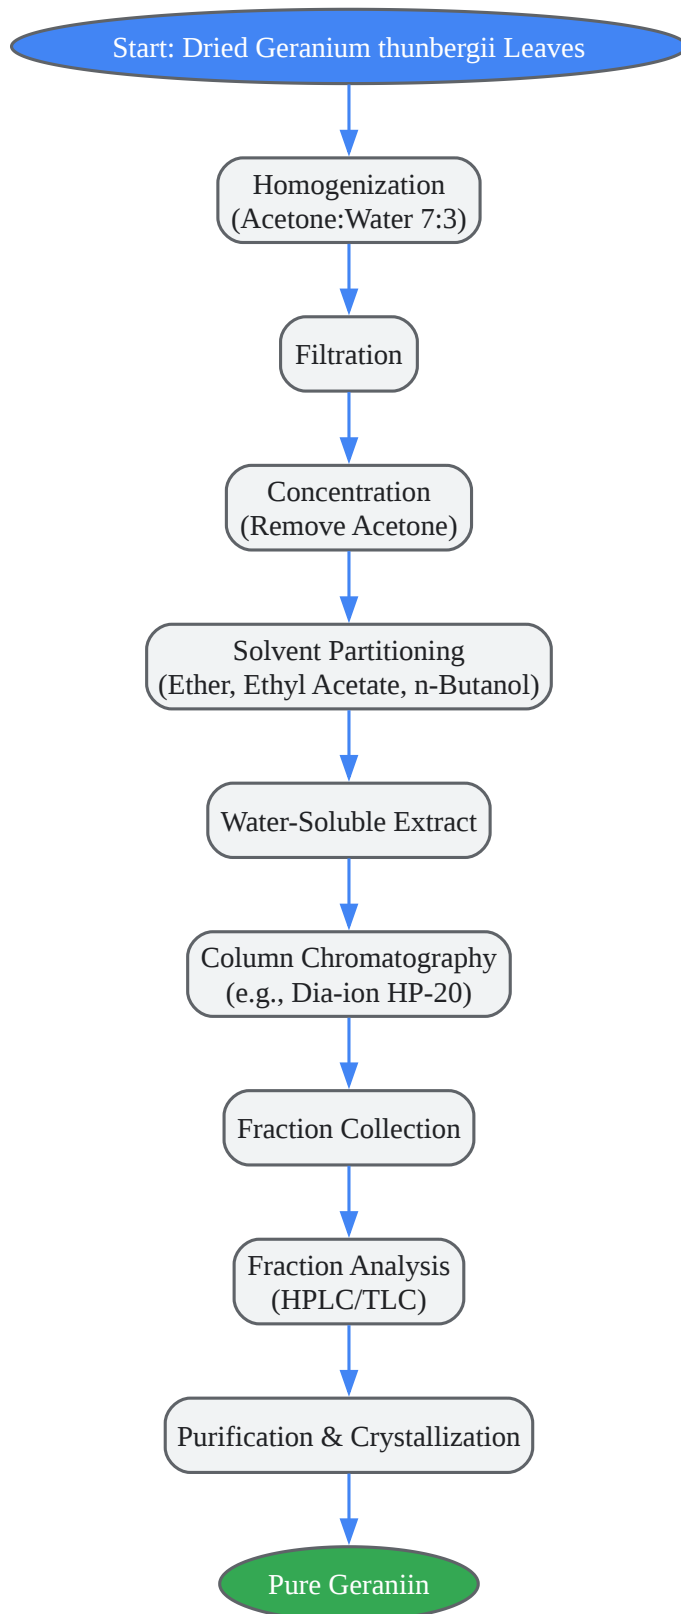 Start: Dried Geranium thunbergii Leaves
Homogenization
(Acetone:Water 7:3)
Filtration
Concentration
(Remove Acetone)
Solvent Partitioning
(Ether, Ethyl Acetate, n-Butanol)
Water-Soluble Extract
Column Chromatography
(e.g., Dia-ion HP-20)
Fraction Collection
Fraction Analysis
(HPLC/TLC)
Purification & Crystallization
Pure Geraniin